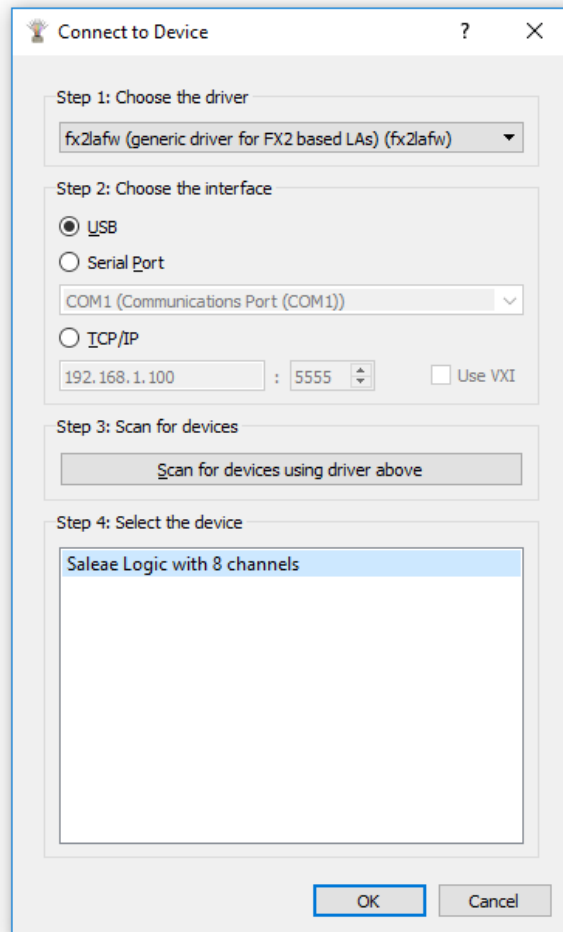 Connect to Device
?
Step 1: Choose the driver
fx2lafw (generic driver for FX2 based LAs) (fx2lafw)
Step 2: Choose the interface
USB
Serial Port
COM1 (Communications Port (COM1))
TCP/IP
192.168.1.100 : 5555 Use VXI
Step 3: Scan for devices
Scan for devices using driver above
Step 4: Select the device
Saleae Logic with 8 channels
OK Cancel